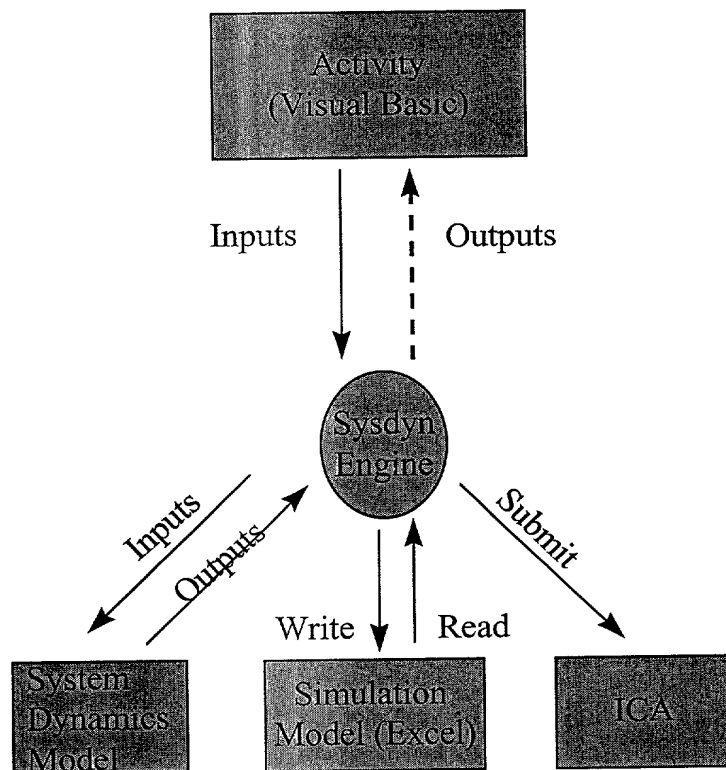 Activity
(Visual Basic)
Inputs
Outputs
Sysdyn
Engine
Inputs
Outputs
Submit
Write
Read
System
Dynamics
Model
Simulation
Model (Excel)
ICA